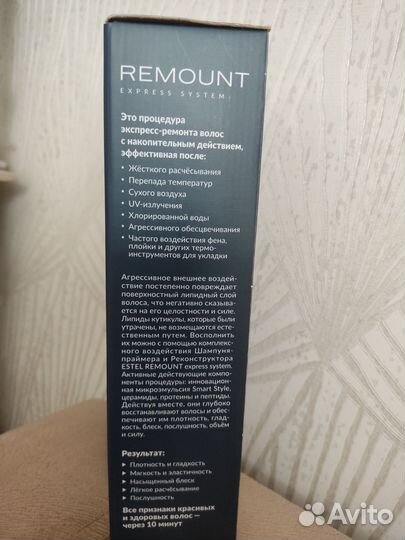 REMOUNT
EXPRESS SYSTEM
Это процедура
экспресс-ремонта волос
с накопительным действием,
эффективная после:
• Жёсткого расчёсывания
• Перепада температур
• Сухого воздуха
• UV-излучения
• Хлорированной воды
• Агрессивного обесцвечивания
• Частого воздействия фена,
плойки и других термо-
инструментов для укладки
Агрессивное внешнее воздей-
ствие постепенно повреждает
поверхностный липидный слой
волоса, что негативно сказыва-
ется на его целостности и силе.
Липиды кутикулы, которые были
утрачены, не возмещаются есте-
ственным путем. Восполнить
их можно с помощью комплекс-
ного воздействия Шампуня-
праймера и Реконструктора
ESTEL REMOUNT express system.
Активные действующие компо-
ненты процедуры: инновацион-
ная микроэмульсия Smart Style,
церамиды, протеины и пептиды.
Действуя вместе, они глубоко
восстанавливают волосы и обес-
печивают им плотность, глад-
кость, блеск, послушность, объём
и силу.
Результат:
▸ Плотность и гладкость
▸ Мягкость и эластичность
▸ Насыщенный блеск
▸ Лёгкое расчёсывание
▸ Послушность
Все признаки красивых
и здоровых волос —
через 10 минут
Avito